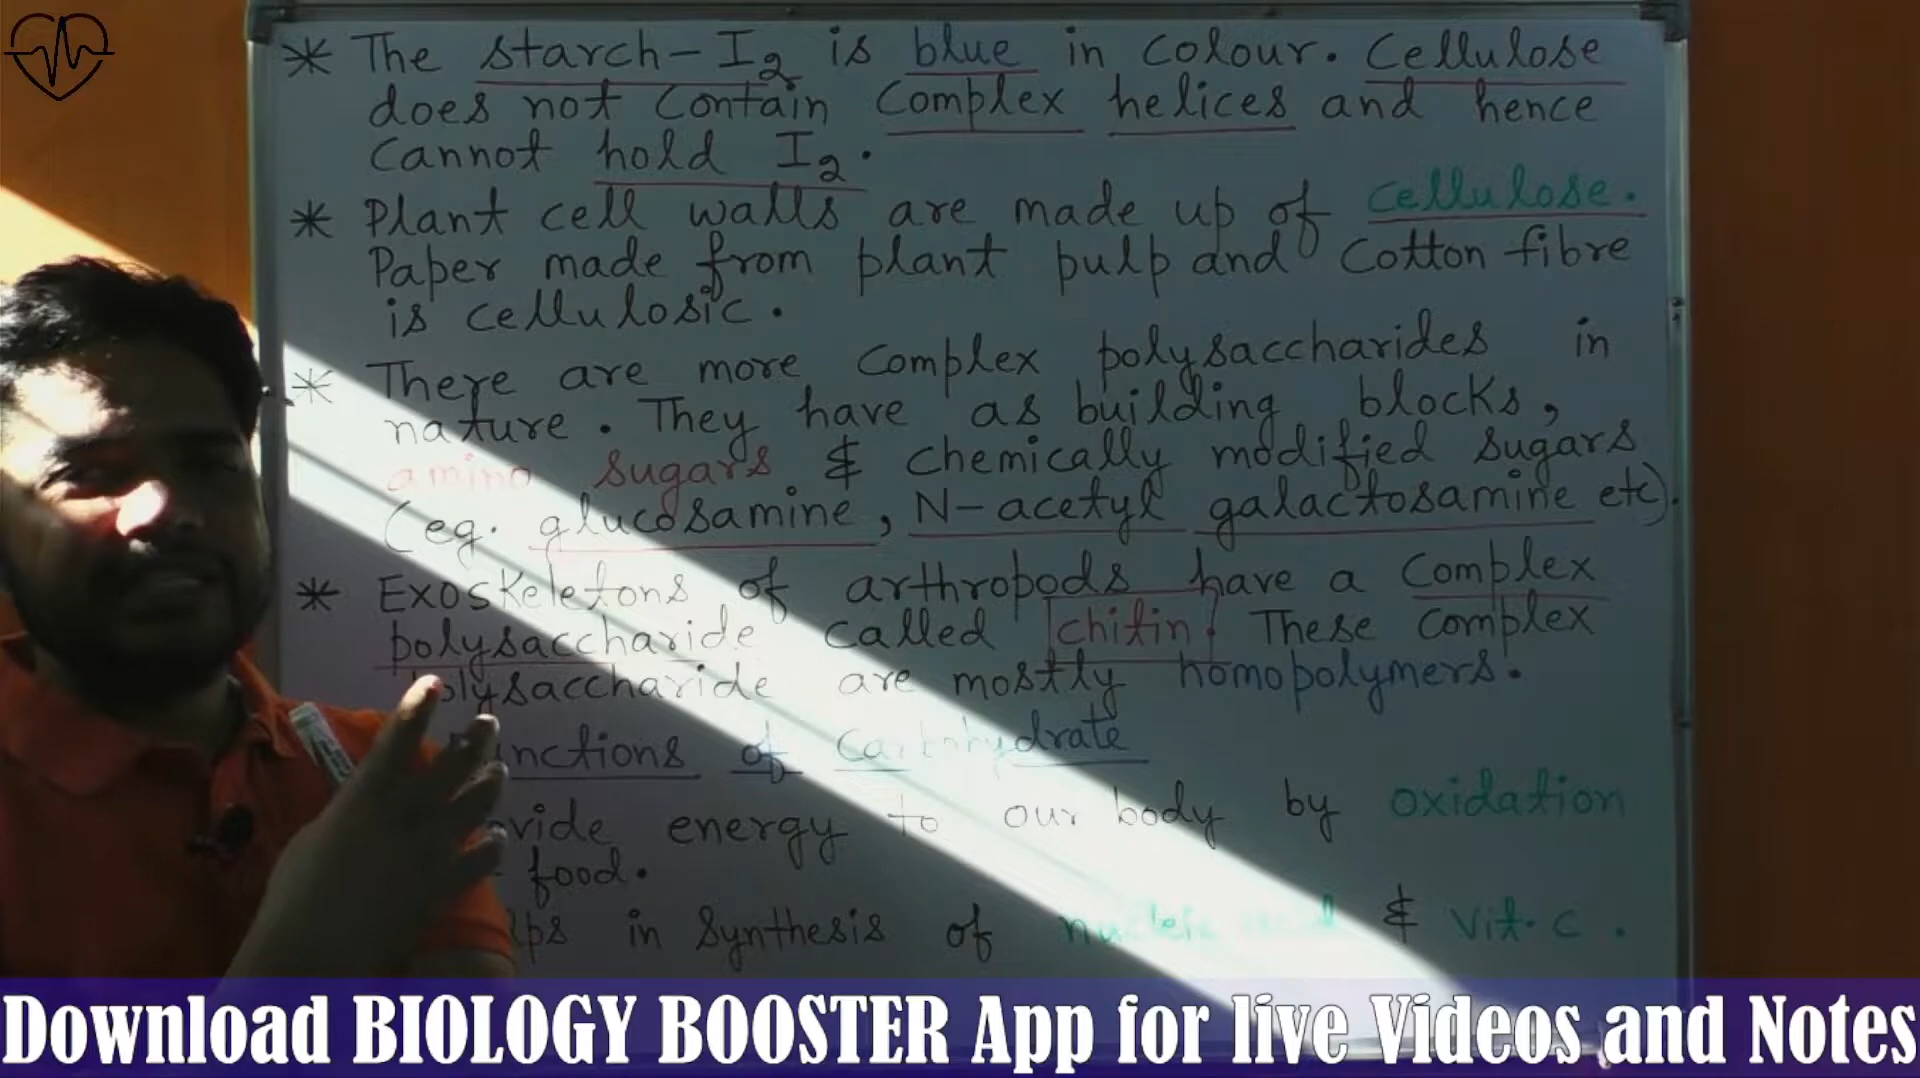 * The starch-I2 is blue in colour. Cellulose
does not contain complex helices and hence
cannot hold I2.
* Plant cell walls are made up of cellulose.
Paper made from plant pulp and cotton fibre
is cellulosic.
* There are more complex polysaccharides in
nature. They have as building blocks,
amino sugars & chemically modified sugars
(eg. glucosamine, N-acetyl galactosamine etc).
* Exoskeletons of arthropods have a complex
polysaccharide called chitin. These complex
polysaccharide are mostly homopolymers.
of Carbohydrate
energy to our body by oxidation
food.
in synthesis of nucleic acid & Vit. C.
Download BIOLOGY BOOSTER App for live Videos and Notes